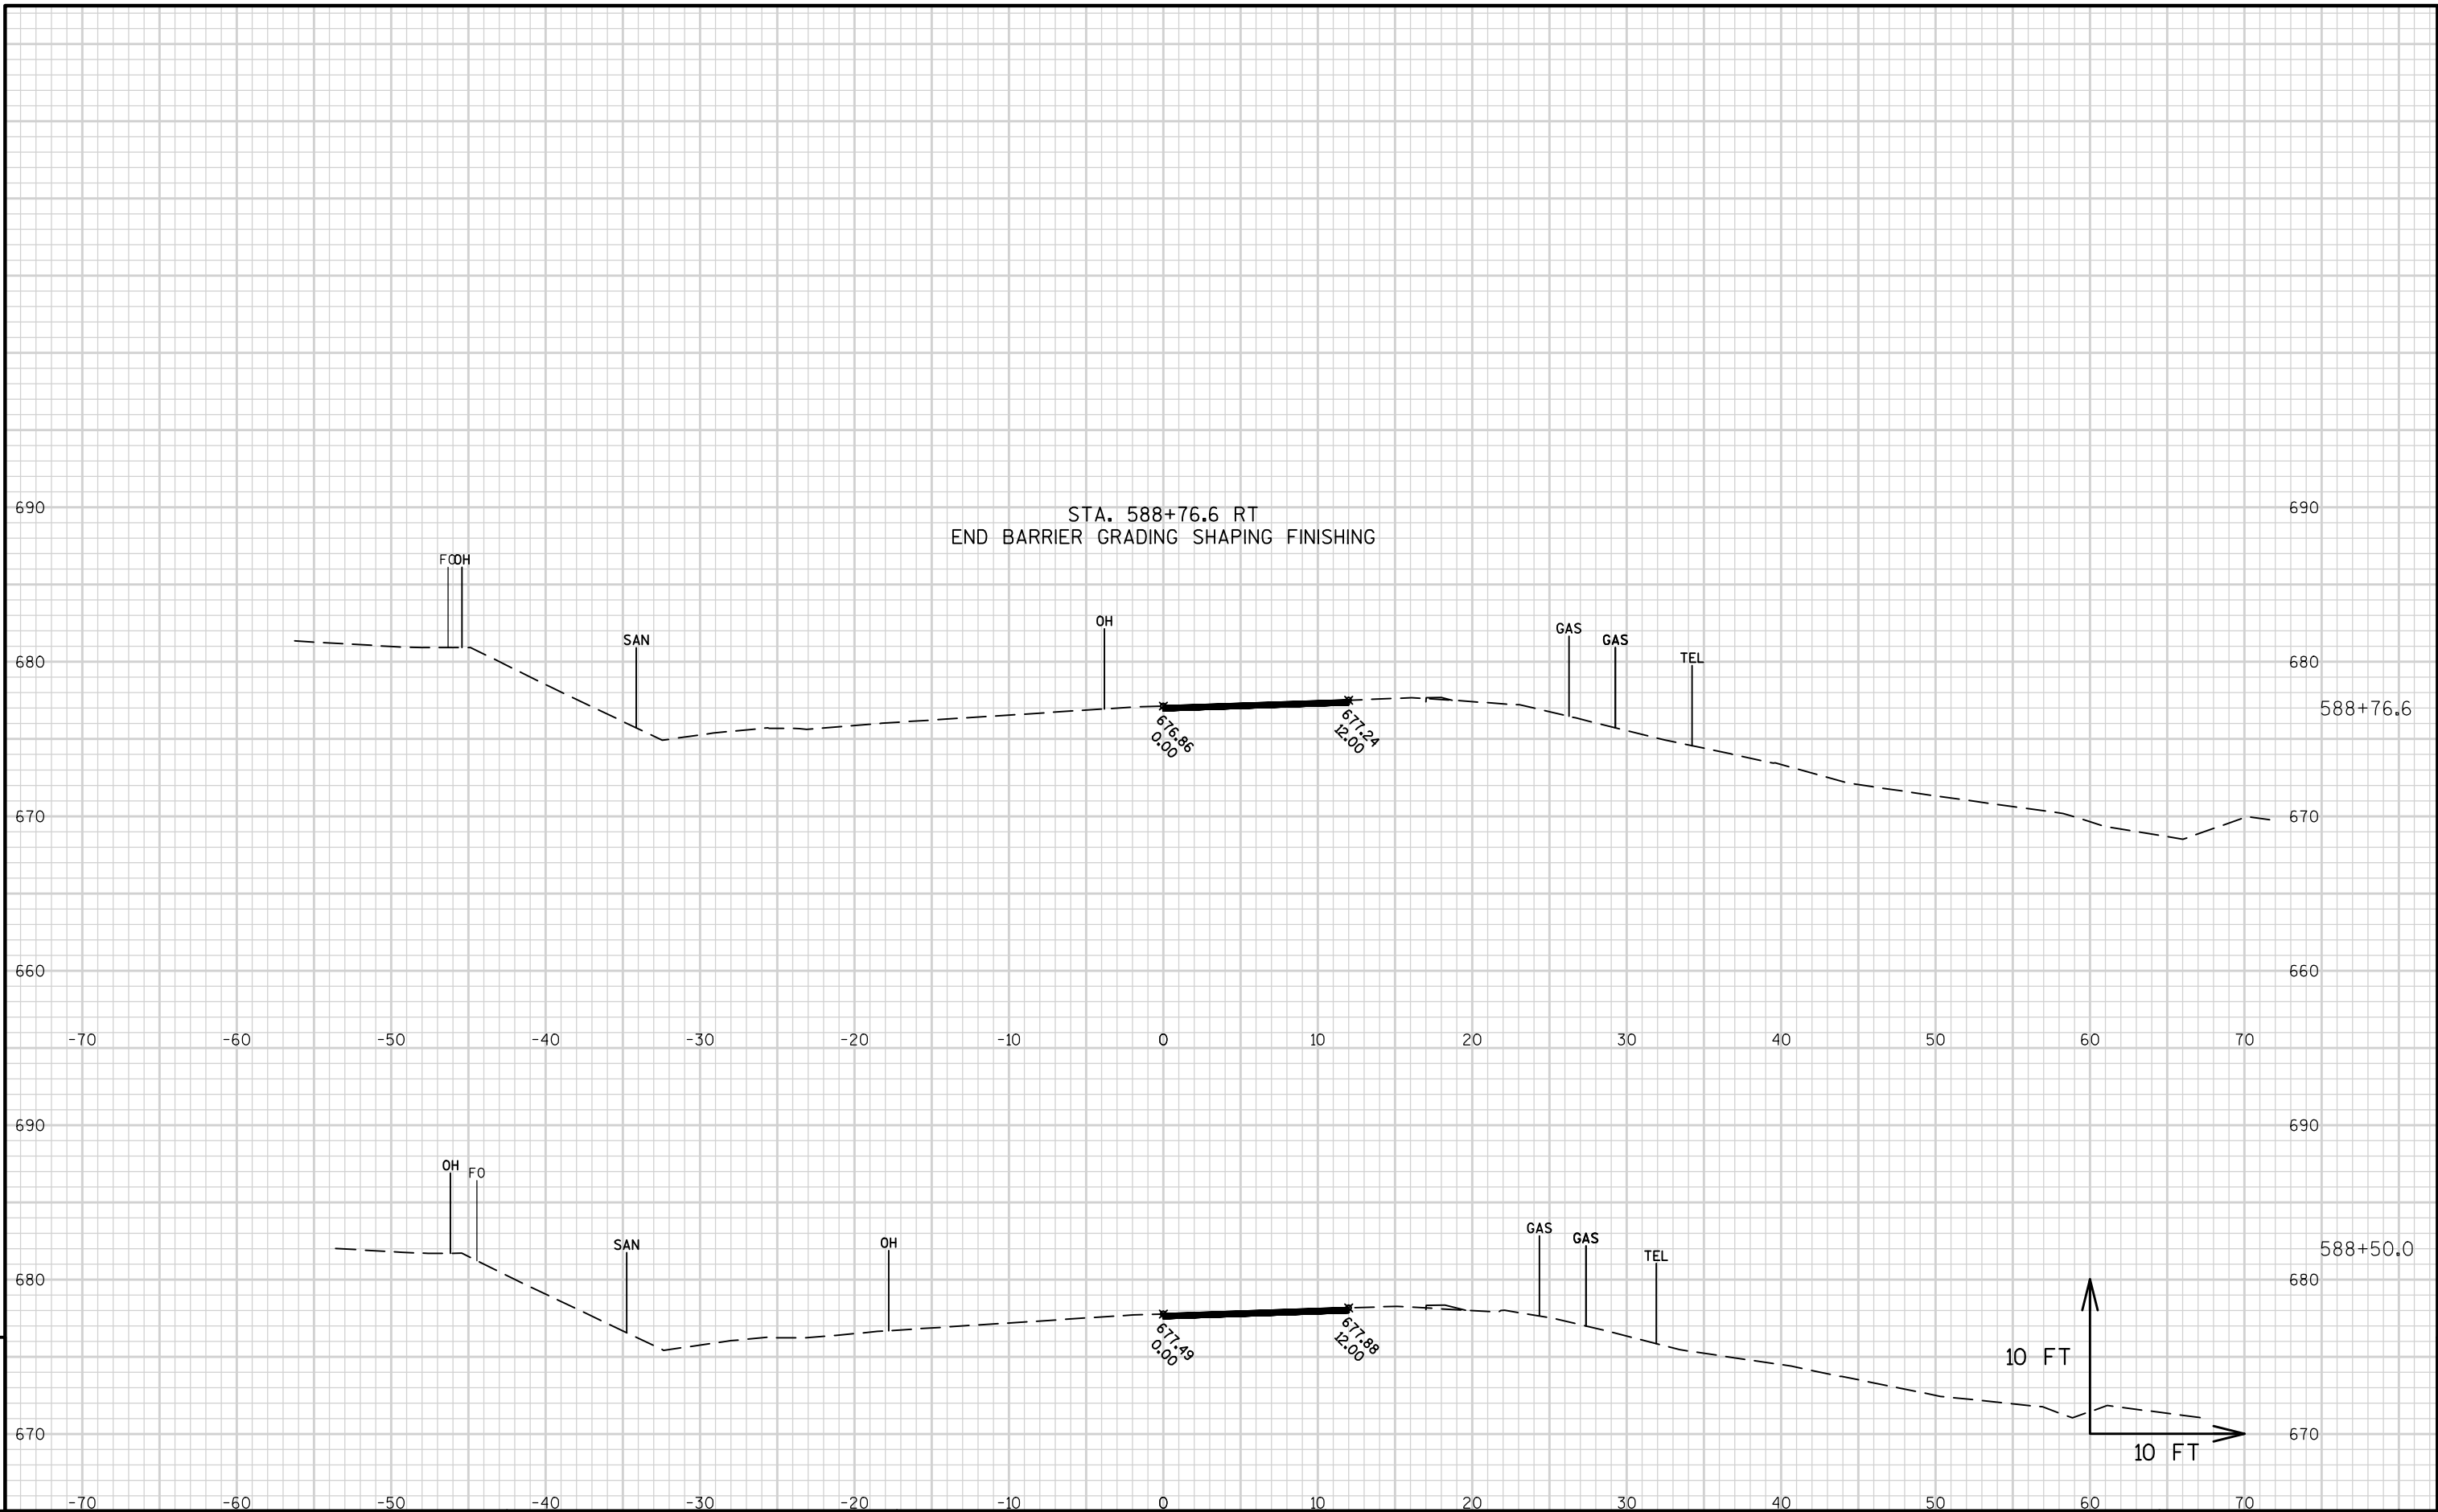 690 690
STA. 588+76.6 RT
END BARRIER GRADING SHAPING FINISHING
FO OH
OH
SAN
GAS
GAS
TEL
680 680
588+76.6
676.86
0.00
677.24
12.00
670 670
660 660
-70 -60 -50 -40 -30 -20 -10 0 10 20 30 40 50 60 70
690 690
OH FO
SAN
OH
GAS
GAS
TEL
588+50.0
680 680
677.49
0.00
677.88
12.00
10 FT
670 670
10 FT
-70 -60 -50 -40 -30 -20 -10 0 10 20 30 40 50 60 70